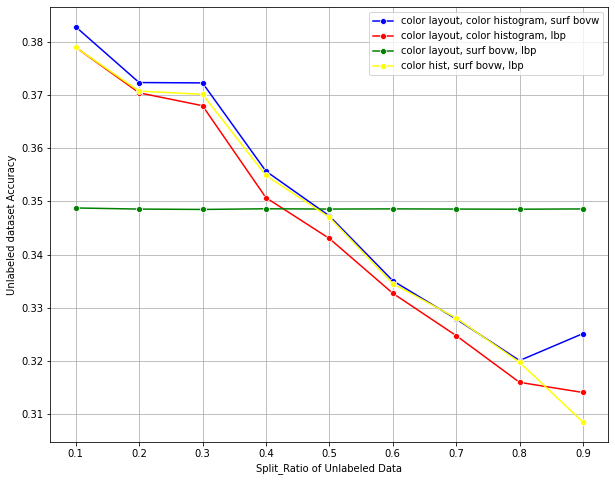 color layout, color histogram, surf bovw
color layout, color histogram, lbp
color layout, surf bovw, lbp
color hist, surf bovw, lbp
0.38
0.37
0.36
0.35
0.34
0.33
0.32
0.31
Unlabeled dataset Accuracy
0.1 0.2 0.3 0.4 0.5 0.6 0.7 0.8 0.9
Split_Ratio of Unlabeled Data